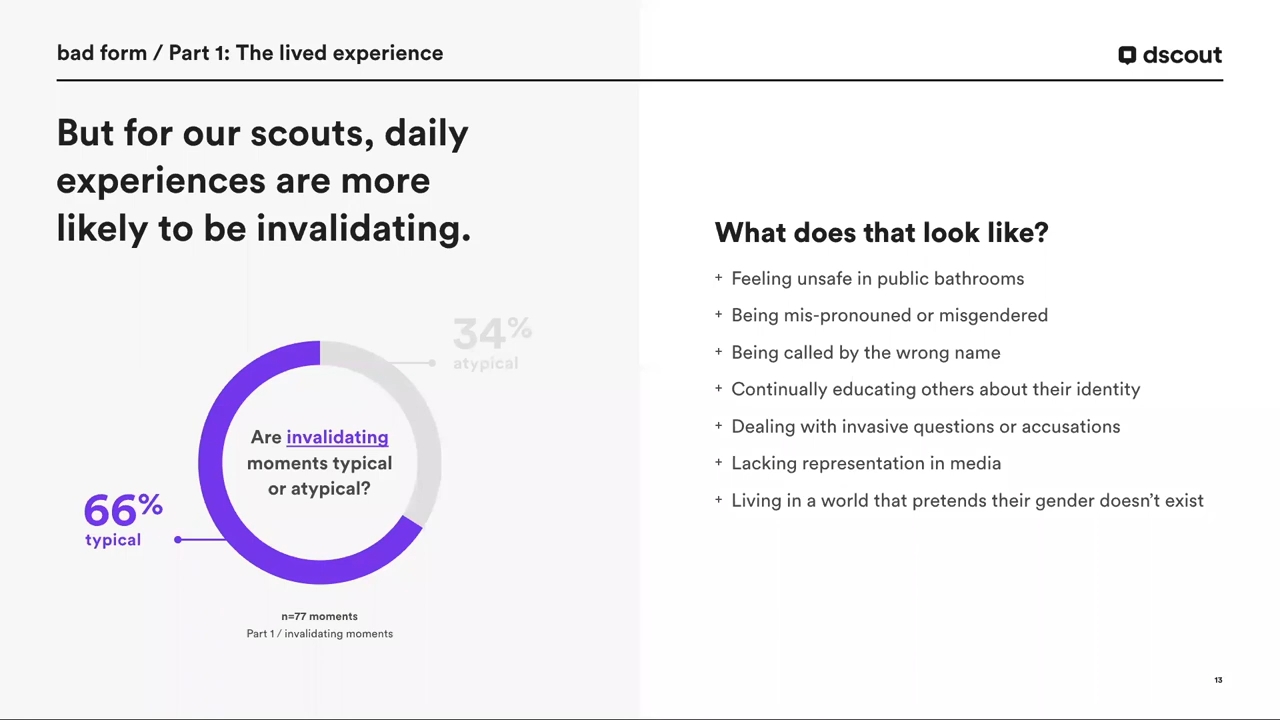 bad form / Part 1: The lived experience
dscout
But for our scouts, daily
experiences are more
likely to be invalidating.
34%
atypical
Are invalidating
moments typical
or atypical?
66%
typical
n=77 moments
Part 1 / invalidating moments
What does that look like?
+ Feeling unsafe in public bathrooms
+ Being mis-pronouned or misgendered
+ Being called by the wrong name
+ Continually educating others about their identity
+ Dealing with invasive questions or accusations
+ Lacking representation in media
+ Living in a world that pretends their gender doesn’t exist
13